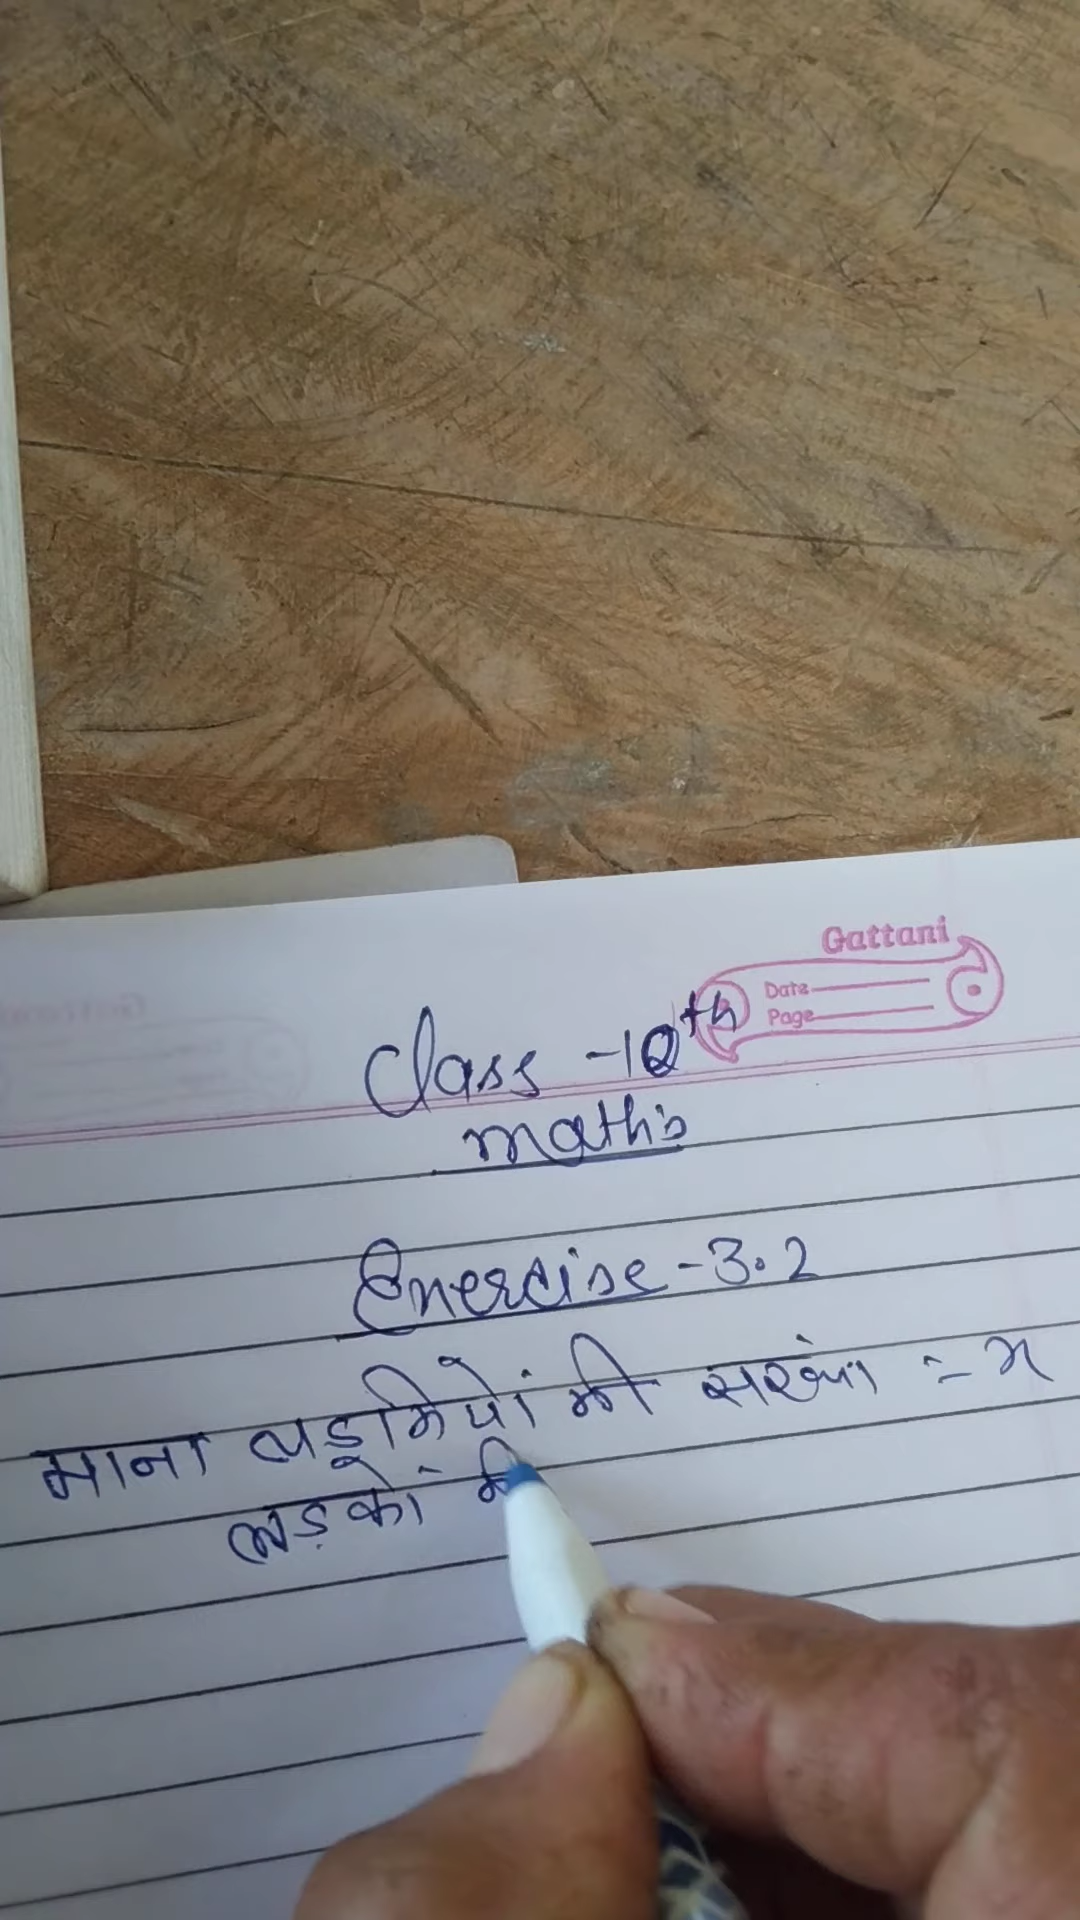 Gattani
Date
Page
Class -10th
maths
Exercise-3.2
माना लड़कियों की संख्या = x
लड़कों की